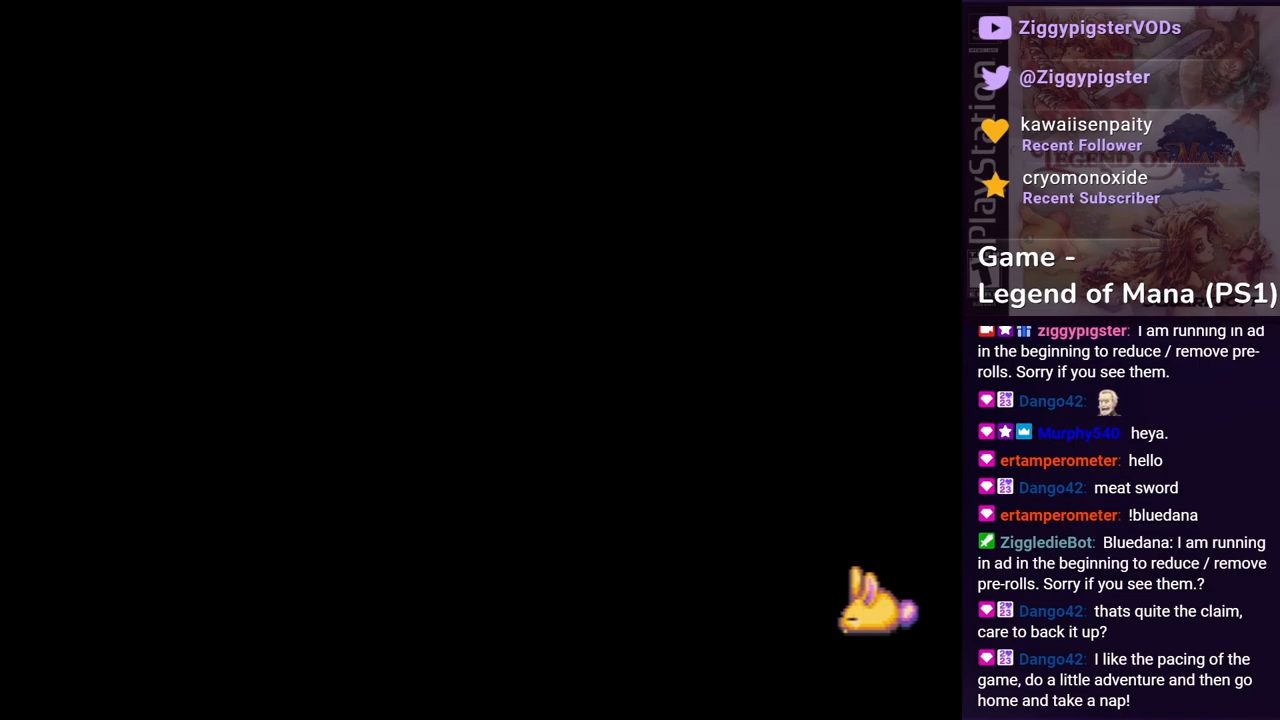 ZiggypigsterVODs
@Ziggypigster
kawaiisenpaity
Recent Follower
cryomonoxide
Recent Subscriber
PlayStation
LEGEND OF MANA
Game -
Legend of Mana (PS1)
ziggypigster: I am running in ad
in the beginning to reduce / remove pre-
rolls. Sorry if you see them.
Dango42:
Murphy540 heya.
ertamperometer: hello
Dango42: meat sword
ertamperometer: !bluedana
ZiggledieBot: Bluedana: I am running
in ad in the beginning to reduce / remove
pre-rolls. Sorry if you see them.?
Dango42: thats quite the claim,
care to back it up?
Dango42: I like the pacing of the
game, do a little adventure and then go
home and take a nap!